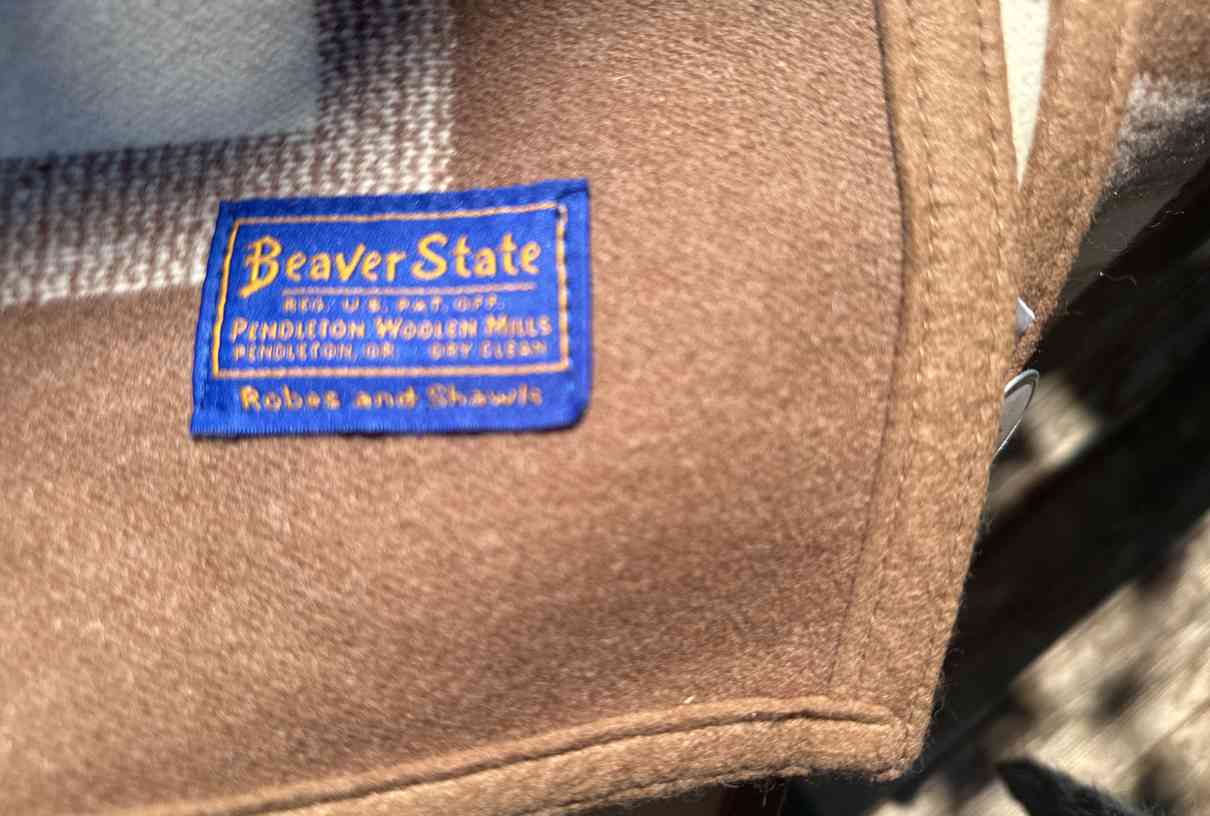 Beaver State
REG. U.S. PAT. OFF.
PENDLETON WOOLEN MILLS
PENDLETON, OR. DRY CLEAN
Robes and Shawls